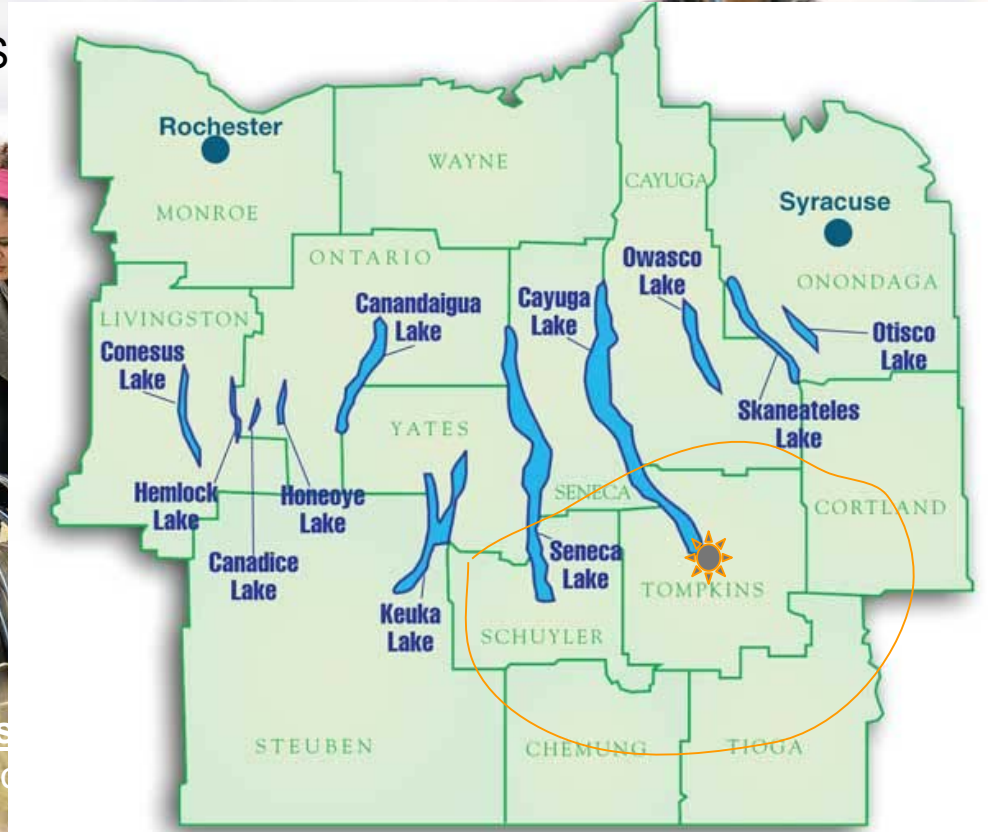 S
Rochester
WAYNE
CAYUGA
MONROE
Syracuse
ONTARIO
Owasco
Lake
ONONDAGA
Canandaigua
Lake
Cayuga
Lake
LIVINGSTON
Otisco
Lake
Conesus
Lake
Skaneateles
Lake
YATES
Hemlock
Lake
Honeoye
Lake
SENECA
CORTLAND
Canadice
Lake
Seneca
Lake
TOMPKINS
Keuka
Lake
SCHUYLER
STEUBEN
CHEMUNG
TIOGA